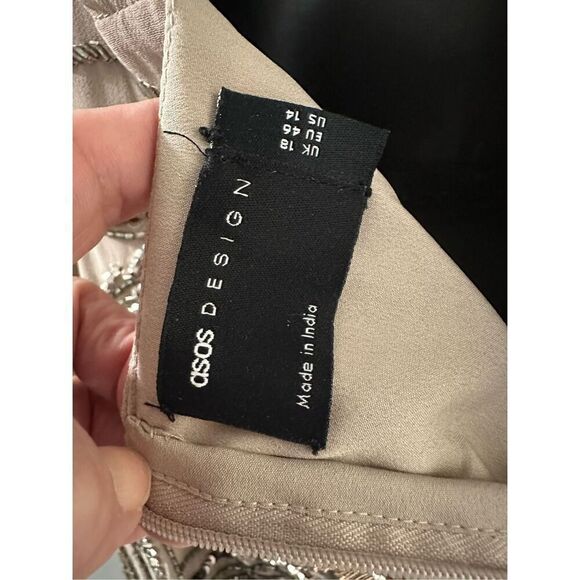 asos DESIGN
Made in India
UK 18
EU 46
US 14